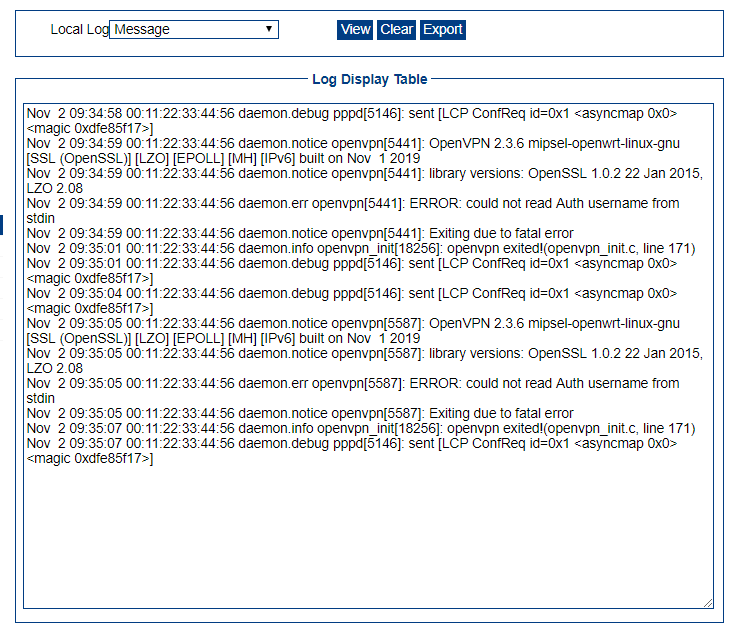 Local Log Message
View Clear Export
Log Display Table
Nov  2 09:34:58 00:11:22:33:44:56 daemon.debug pppd[5146]: sent [LCP ConfReq id=0x1 <asyncmap 0x0>
<magic 0xdfe85f17>]
Nov  2 09:34:59 00:11:22:33:44:56 daemon.notice openvpn[5441]: OpenVPN 2.3.6 mipsel-openwrt-linux-gnu
[SSL (OpenSSL)] [LZO] [EPOLL] [MH] [IPv6] built on Nov  1 2019
Nov  2 09:34:59 00:11:22:33:44:56 daemon.notice openvpn[5441]: library versions: OpenSSL 1.0.2 22 Jan 2015,
LZO 2.08
Nov  2 09:34:59 00:11:22:33:44:56 daemon.err openvpn[5441]: ERROR: could not read Auth username from
stdin
Nov  2 09:34:59 00:11:22:33:44:56 daemon.notice openvpn[5441]: Exiting due to fatal error
Nov  2 09:35:01 00:11:22:33:44:56 daemon.info openvpn_init[18256]: openvpn exited!(openvpn_init.c, line 171)
Nov  2 09:35:01 00:11:22:33:44:56 daemon.debug pppd[5146]: sent [LCP ConfReq id=0x1 <asyncmap 0x0>
<magic 0xdfe85f17>]
Nov  2 09:35:04 00:11:22:33:44:56 daemon.debug pppd[5146]: sent [LCP ConfReq id=0x1 <asyncmap 0x0>
<magic 0xdfe85f17>]
Nov  2 09:35:05 00:11:22:33:44:56 daemon.notice openvpn[5587]: OpenVPN 2.3.6 mipsel-openwrt-linux-gnu
[SSL (OpenSSL)] [LZO] [EPOLL] [MH] [IPv6] built on Nov  1 2019
Nov  2 09:35:05 00:11:22:33:44:56 daemon.notice openvpn[5587]: library versions: OpenSSL 1.0.2 22 Jan 2015,
LZO 2.08
Nov  2 09:35:05 00:11:22:33:44:56 daemon.err openvpn[5587]: ERROR: could not read Auth username from
stdin
Nov  2 09:35:05 00:11:22:33:44:56 daemon.notice openvpn[5587]: Exiting due to fatal error
Nov  2 09:35:07 00:11:22:33:44:56 daemon.info openvpn_init[18256]: openvpn exited!(openvpn_init.c, line 171)
Nov  2 09:35:07 00:11:22:33:44:56 daemon.debug pppd[5146]: sent [LCP ConfReq id=0x1 <asyncmap 0x0>
<magic 0xdfe85f17>]